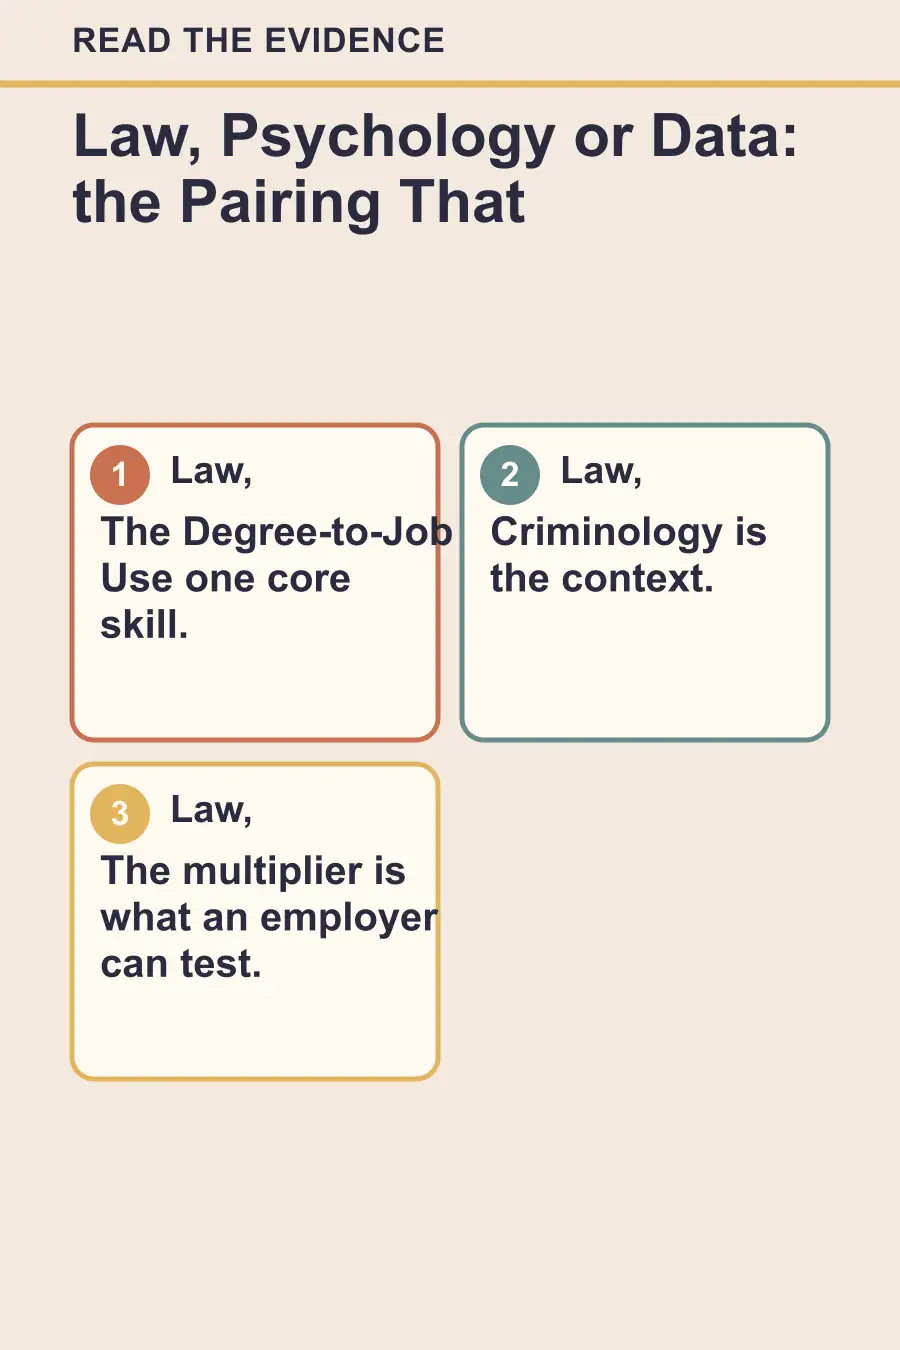 READ THE EVIDENCE
Law, Psychology or Data:
the Pairing That
1 Law,
The Degree-to-Job
Use one core
skill.
2 Law,
Criminology is
the context.
3 Law,
The multiplier is
what an employer
can test.